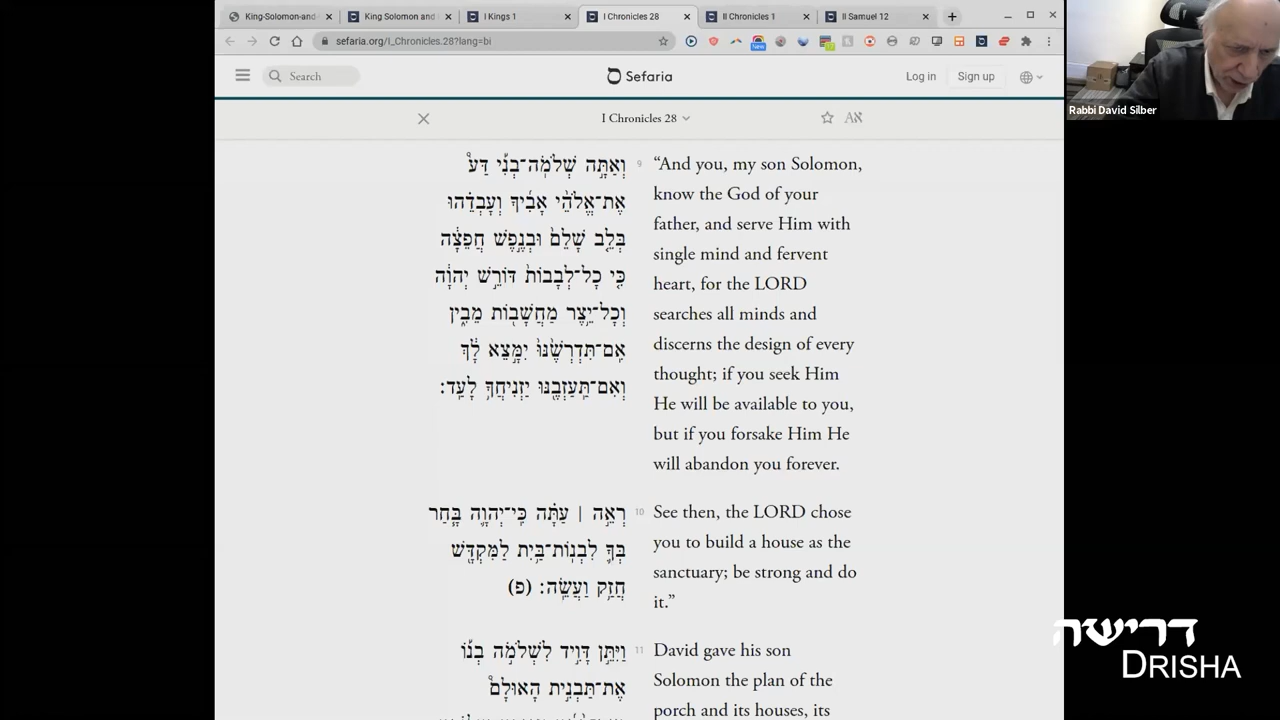 King-Solomon-and-
King Solomon and
I Kings 1
I Chronicles 28
II Chronicles 1
II Samuel 12
sefaria.org/I_Chronicles.28?lang=bi
New
Search
Sefaria
Log in
Sign up
Rabbi David Silber
I Chronicles 28
אA
וְאַתָּ֣ה שְׁלֹמֹֽה־בְנִ֡י דַּע֩
אֶת־אֱלֹהֵ֨י אָבִ֜יךָ וְעׇבְדֵ֗הוּ
בְּלֵ֤ב שָׁלֵם֙ וּבְנֶ֣פֶשׁ חֲפֵצָ֔ה
כִּ֤י כׇל־לְבָבוֹת֙ דּוֹרֵ֣שׁ יְהֹוָ֔ה
וְכׇל־יֵ֥צֶר מַחֲשָׁב֖וֹת מֵבִ֑ין
אִֽם־תִּדְרְשֶׁ֙נּוּ֙ יִמָּ֣צֵא לָ֔ךְ
וְאִם־תַּעַזְבֶ֖נּוּ יַזְנִיחֲךָ֥ לָעַֽד׃
9
“And you, my son Solomon,
know the God of your
father, and serve Him with
single mind and fervent
heart, for the LORD
searches all minds and
discerns the design of every
thought; if you seek Him
He will be available to you,
but if you forsake Him He
will abandon you forever.
רְאֵ֣ה ׀ עַתָּ֗ה כִּֽי־יְהֹוָ֞ה בָּ֧חַר
בְּךָ֛ לִבְנֽוֹת־בַּ֥יִת לַמִּקְדָּ֖שׁ
חֲזַ֥ק וַעֲשֵֽׂה׃ (פ)
10
See then, the LORD chose
you to build a house as the
sanctuary; be strong and do
it.”
וַיִּתֵּ֣ן דָּוִ֣יד לִשְׁלֹמֹ֣ה בְנ֡וֹ
אֶת־תַּבְנִ֣ית הָאוּלָם֩
11
David gave his son
Solomon the plan of the
porch and its houses, its
דרישה
DRISHA